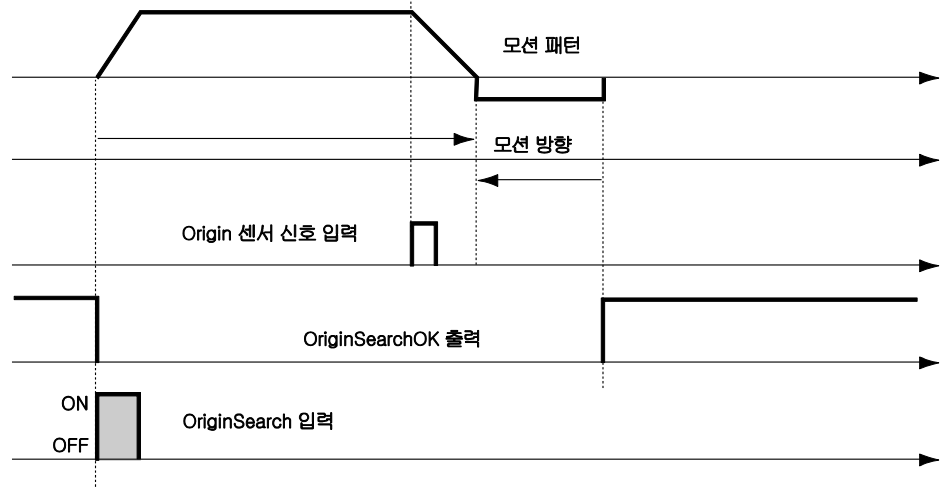 모션 패턴
모션 방향
Origin 센서 신호 입력
OriginSearchOK 출력
ON
OriginSearch 입력
OFF